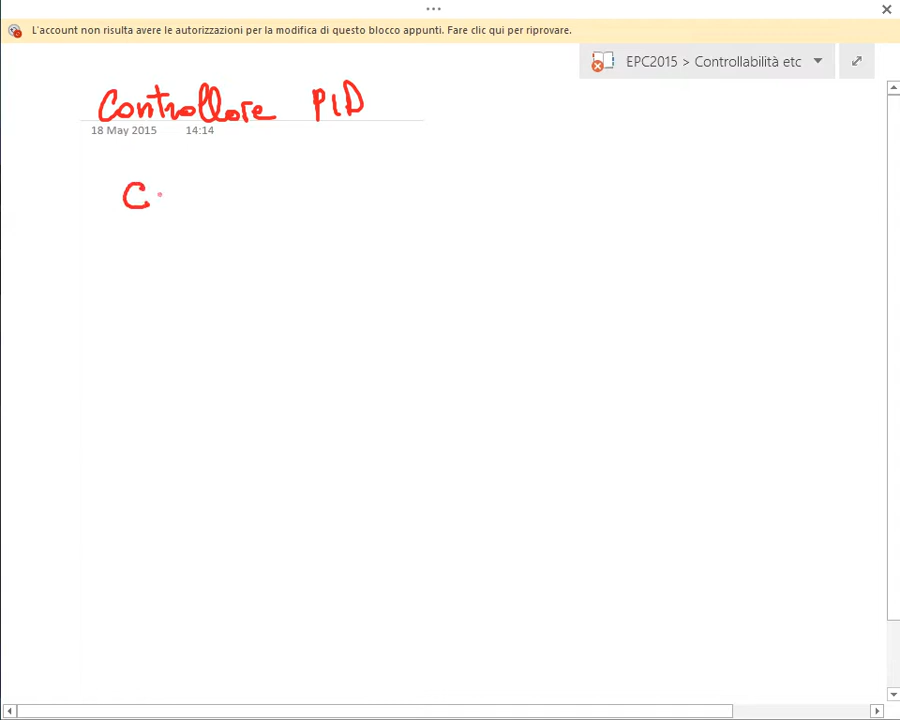 L'account non risulta avere le autorizzazioni per la modifica di questo blocco appunti. Fare clic qui per riprovare.
EPC2015 > Controllabilità etc
Controllore PID
18 May 2015 14:14
C